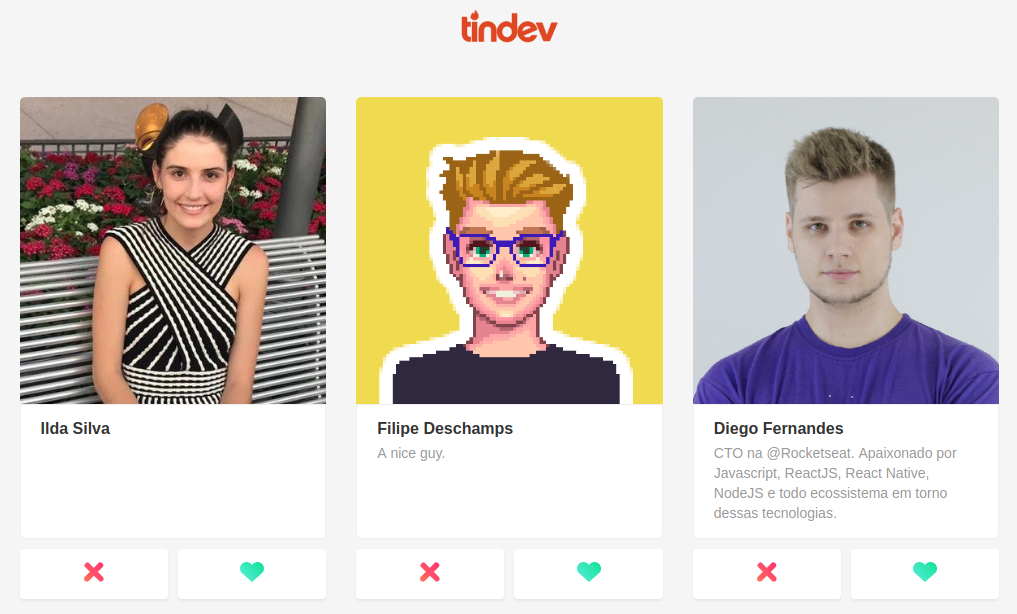 tindev
Ilda Silva
Filipe Deschamps
A nice guy.
Diego Fernandes
CTO na @Rocketseat. Apaixonado por
Javascript, ReactJS, React Native,
NodeJS e todo ecossistema em torno
dessas tecnologias.